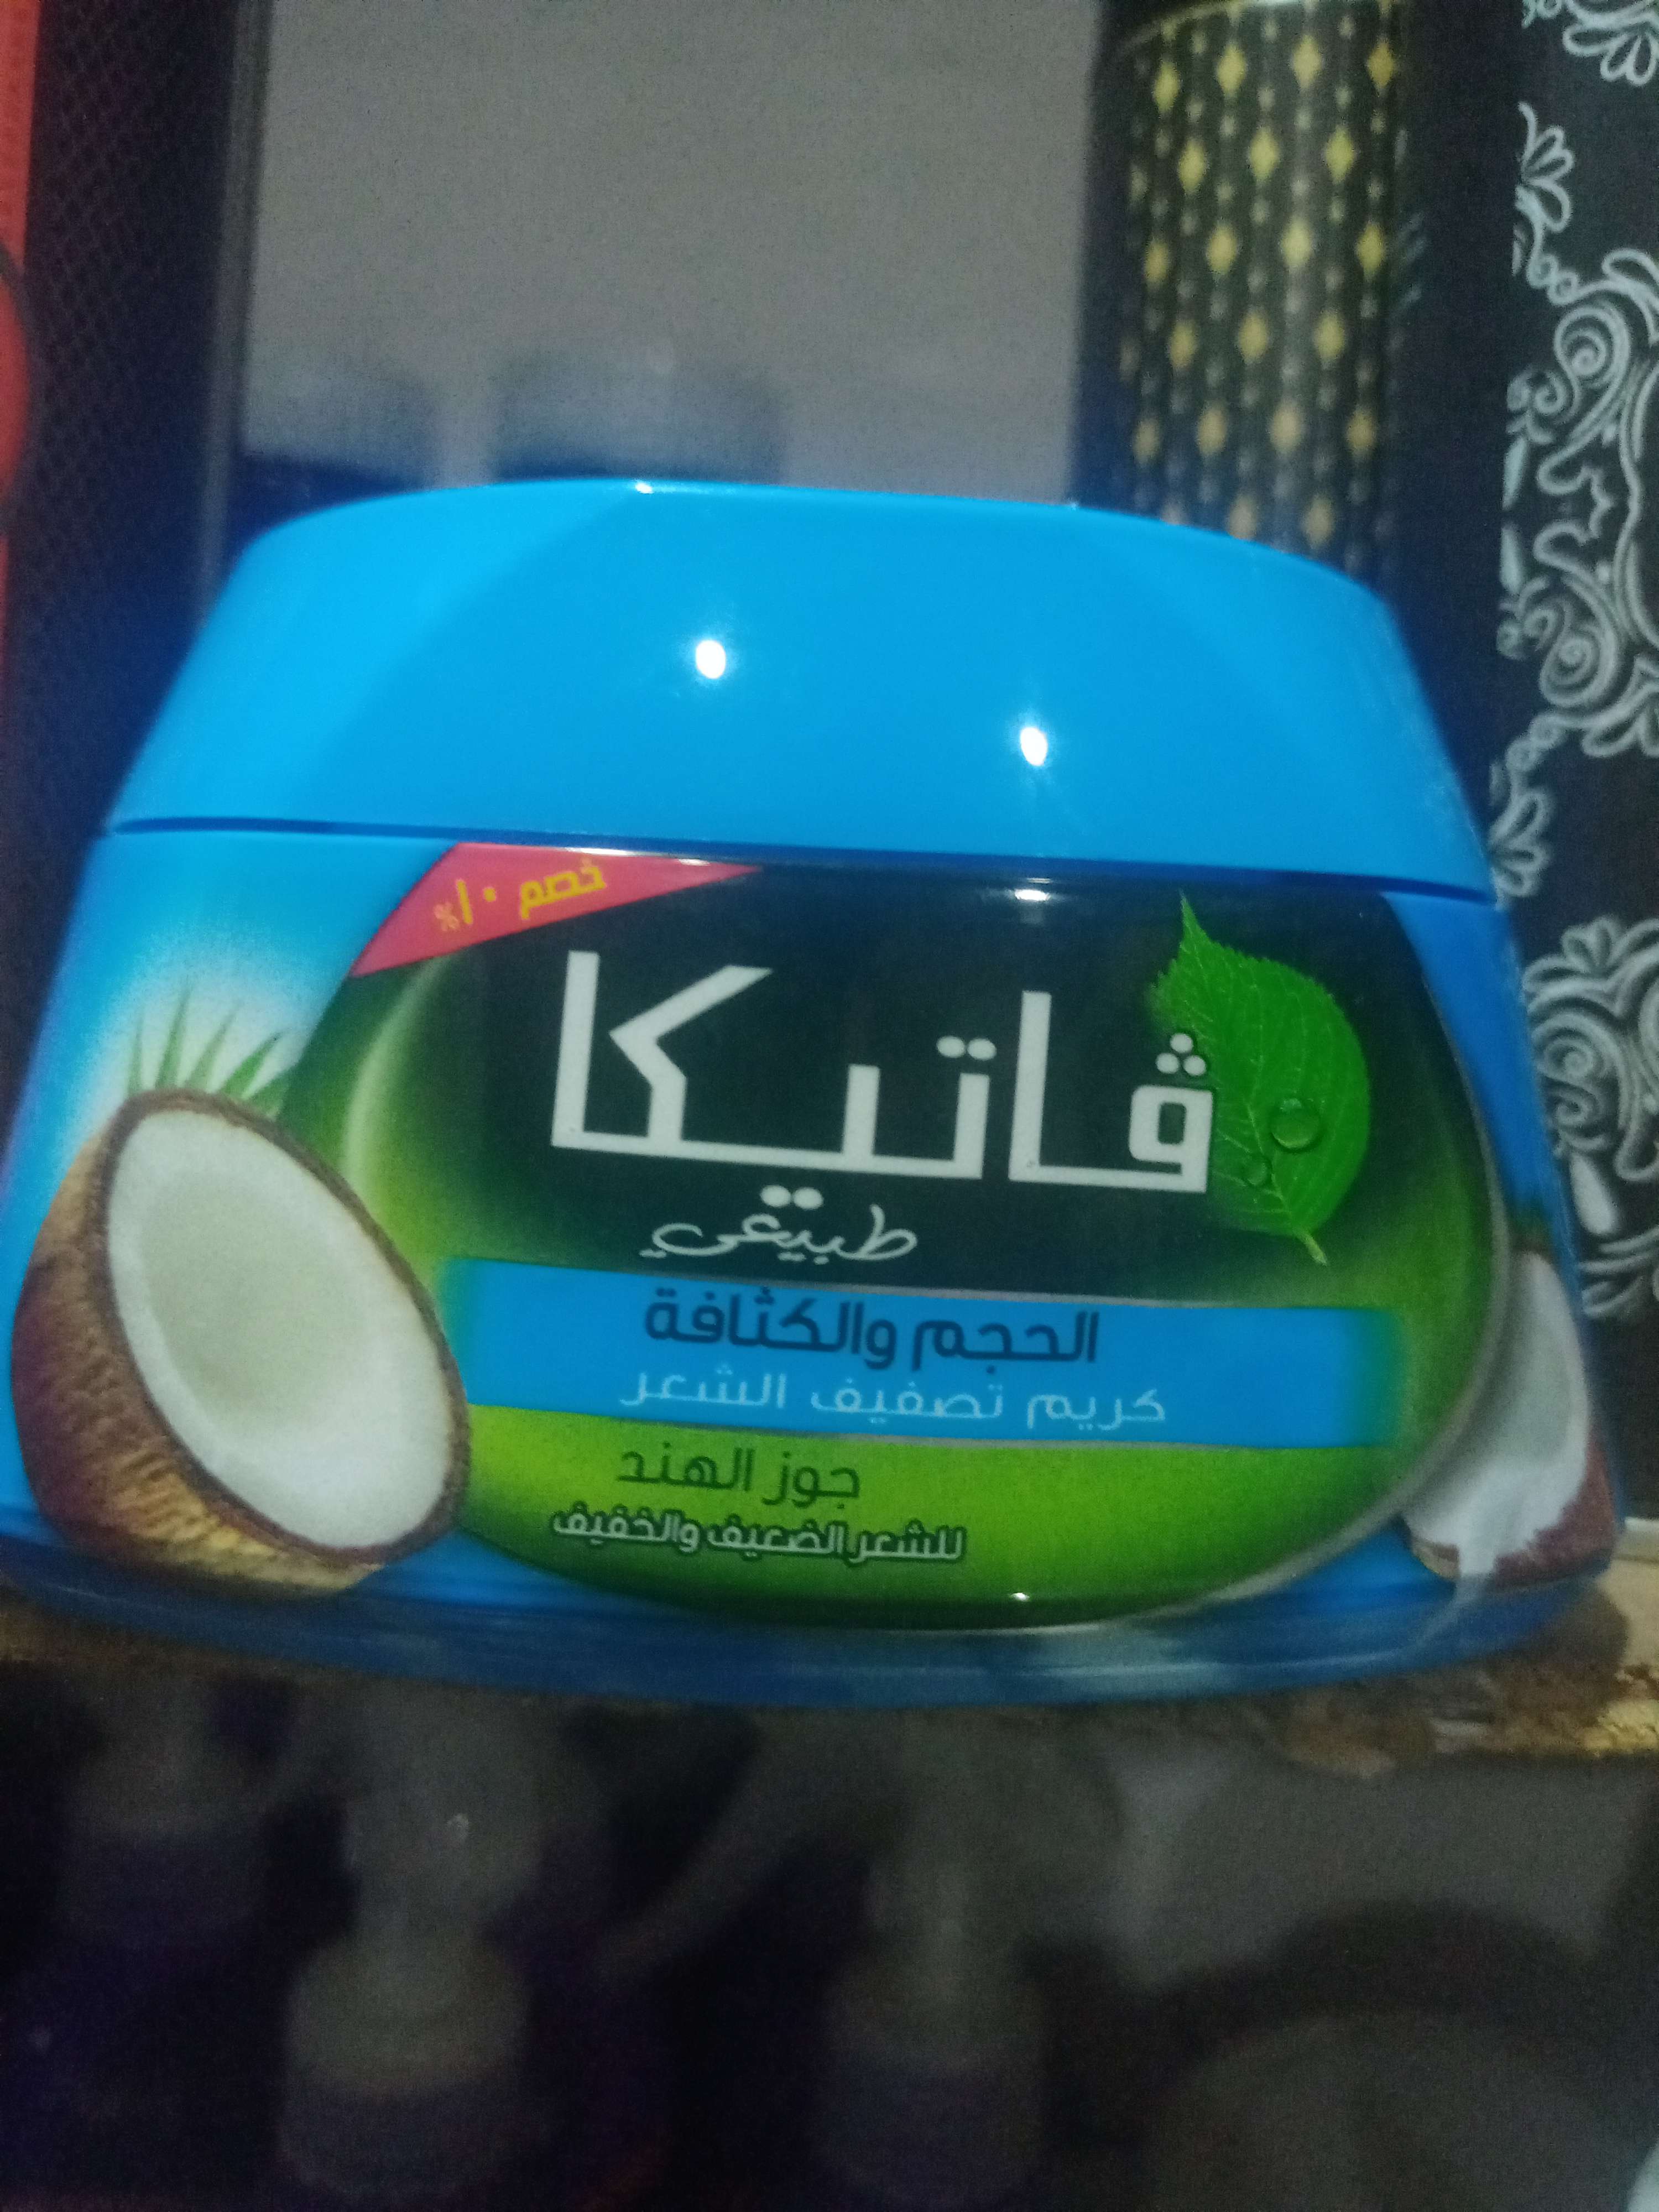 خصم ١٠٪
ڤاتيكا
طبيعي
الحجم والكثافة
كريم تصفيف الشعر
جوز الهند
للشعر الضعيف والخفيف